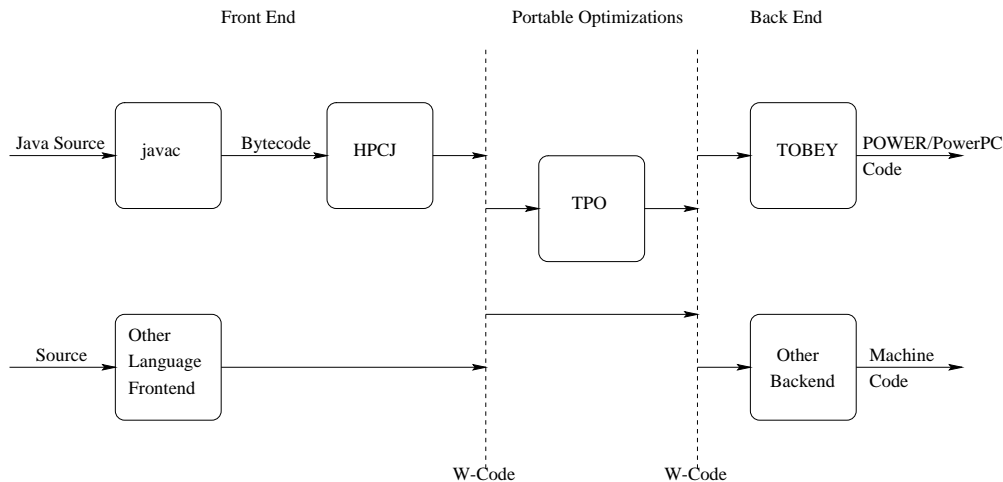 Front End
Portable Optimizations
Back End
Java Source
javac
Bytecode
HPCJ
TPO
TOBEY
POWER/PowerPC
Code
Source
Other
Language
Frontend
Other
Backend
Machine
Code
W-Code
W-Code